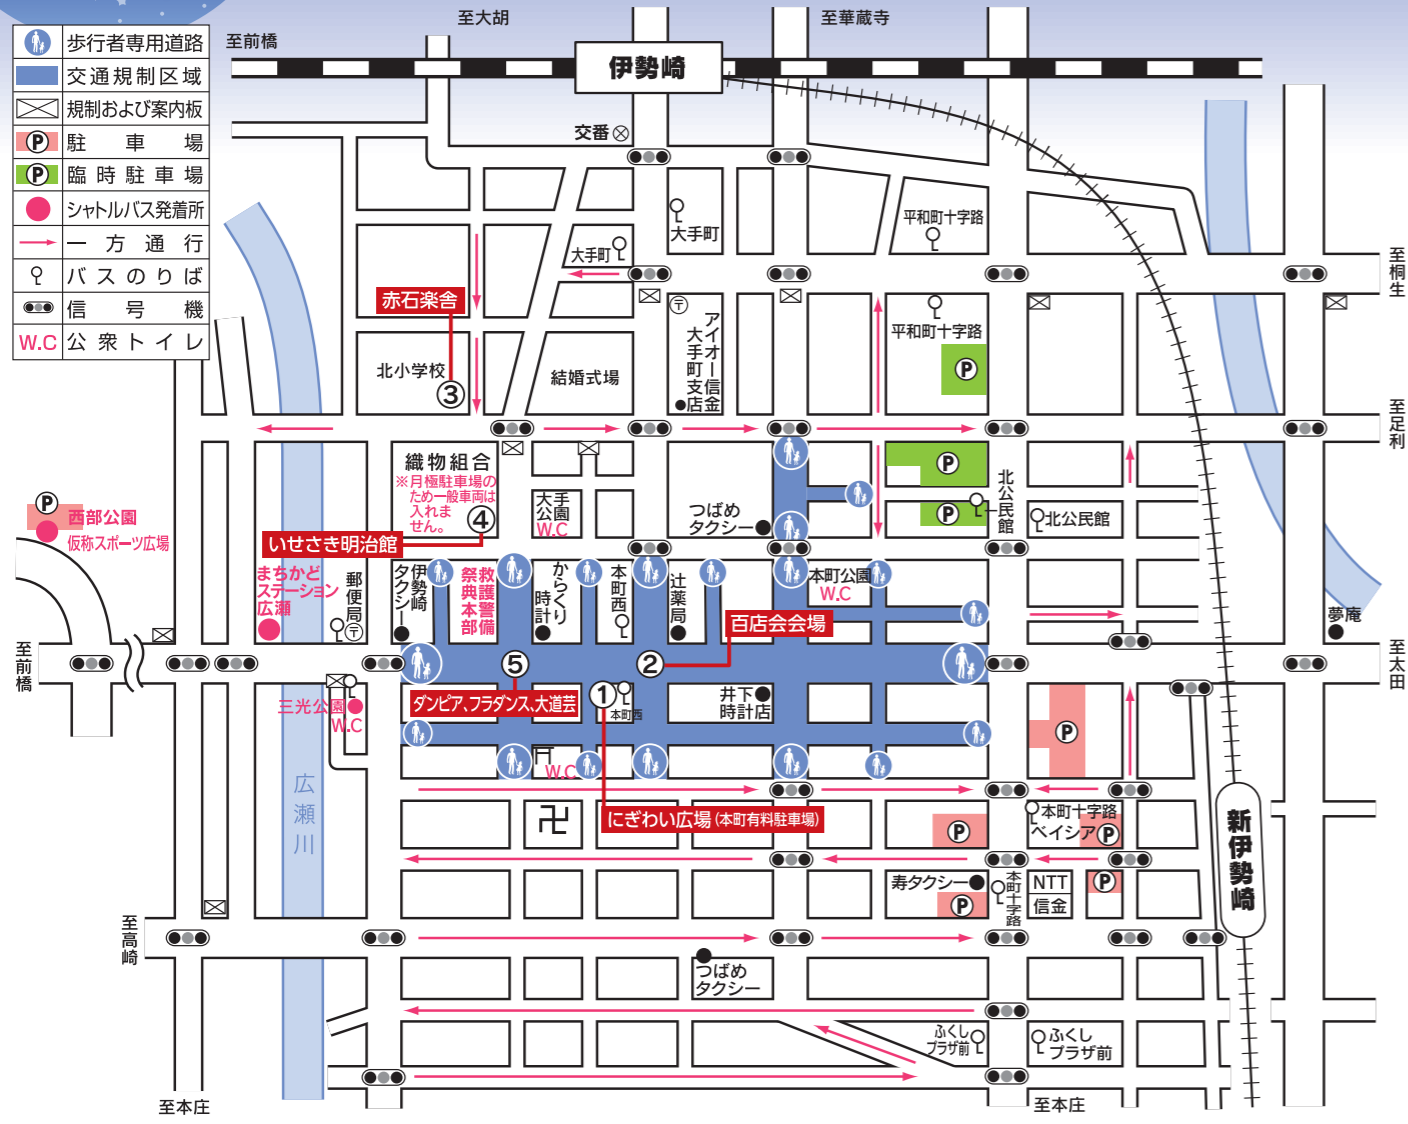 歩行者専用道路
交通規制区域
規制および案内板
P 駐車場
P 臨時駐車場
シャトルバス発着所
一方通行
バスのりば
信号機
W.C 公衆トイレ
至前橋
至大胡
至華蔵寺
伊勢崎
交番
大手町
大手町
平和町十字路
至桐生
赤石楽舎
〒
アイオー信金
大手町支店
平和町十字路
P
北小学校
③
結婚式場
至足利
織物組合
※月極駐車場の
ため一般車両は
入れま
せん。
④
大手公園
W.C
つばめ
タクシー
P
P
北公民館
北公民館
P
西部公園
仮称スポーツ広場
いせさき明治館
まちかど
ステーション
広瀬
郵便局
〒
伊勢崎タクシー
救護警備
祭典本部
からくり時計
本町西
辻薬局
本町公園
W.C
百店会会場
夢庵
至前橋
⑤
②
至太田
三光公園
W.C
ダンピア、フラダンス、大道芸
①
本町西
井下
時計店
P
W.C
広瀬川
卍
にぎわい広場(本町有料駐車場)
P
本町十字路
ベイシア
P
新伊勢崎
寿タクシー
P
本町十字路
NTT
信金
P
至高崎
つばめ
タクシー
ふくし
プラザ前
ふくし
プラザ前
至本庄
至本庄